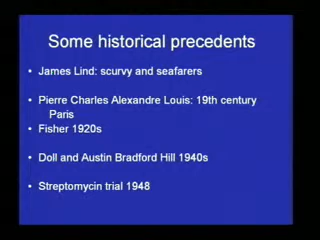 Some historical precedents
• James Lind: scurvy and seafarers
• Pierre Charles Alexandre Louis: 19th century
Paris
• Fisher 1920s
• Doll and Austin Bradford Hill 1940s
• Streptomycin trial 1948